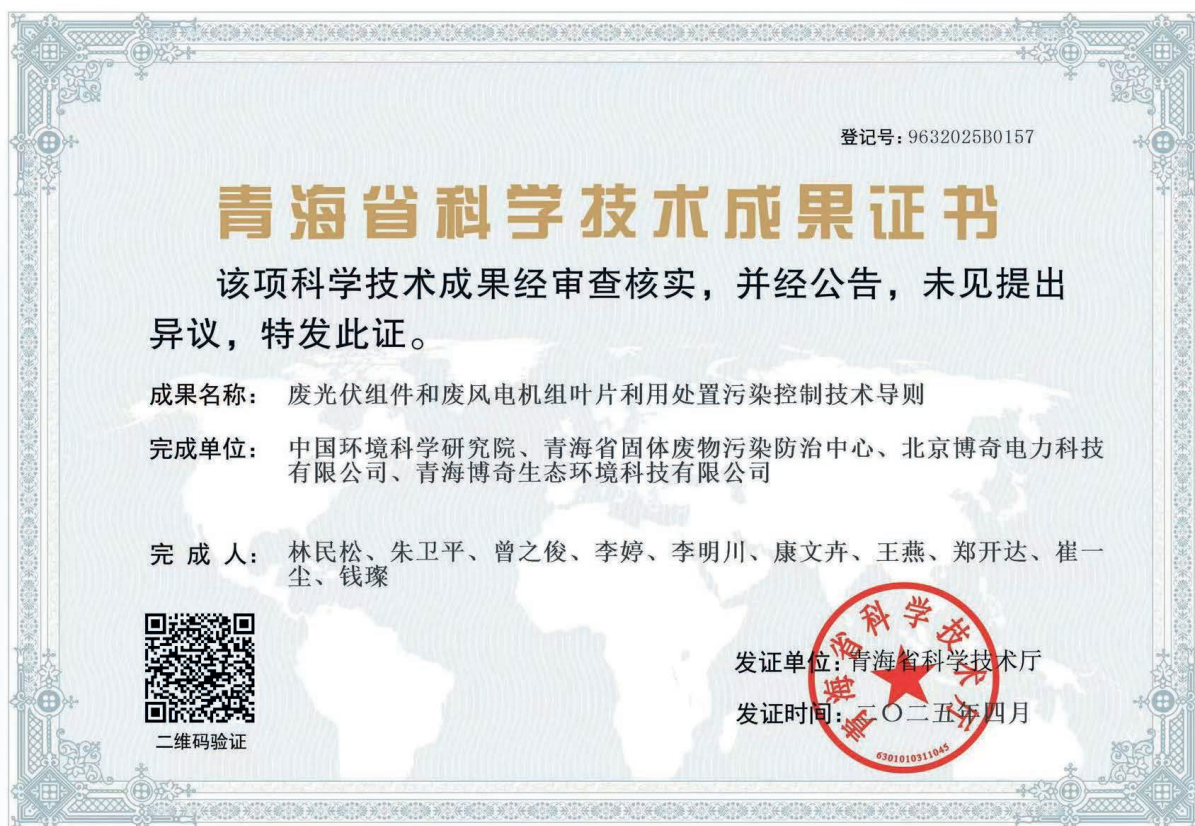 登记号：9632025B0157
青海省科学技术成果证书
该项科学技术成果经审查核实，并经公告，未见提出
异议，特发此证。
成果名称： 废光伏组件和废风电机组叶片利用处置污染控制技术导则
完成单位： 中国环境科学研究院、青海省固体废物污染防治中心、北京博奇电力科技
有限公司、青海博奇生态环境科技有限公司
完 成 人： 林民松、朱卫平、曾之俊、李婷、李明川、康文卉、王燕、郑开达、崔一
尘、钱璨
发证单位：青海省科学技术厅
发证时间：二〇二五年四月
青海省科学技术厅
6301010311045
二维码验证